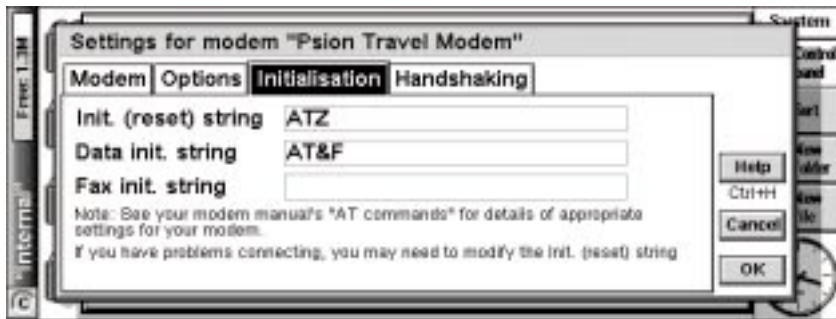 System
Settings for modem "Psion Travel Modem"
Modem Options Initialisation Handshaking
Init. (reset) string ATZ
Data init. string AT&F
Fax init. string
Note: See your modem manual's "AT commands" for details of appropriate
settings for your modem.
If you have problems connecting, you may need to modify the Init. (reset) string
Help
Ctrl+H
Cancel
OK
Free: 1.3M
"Internal"
C